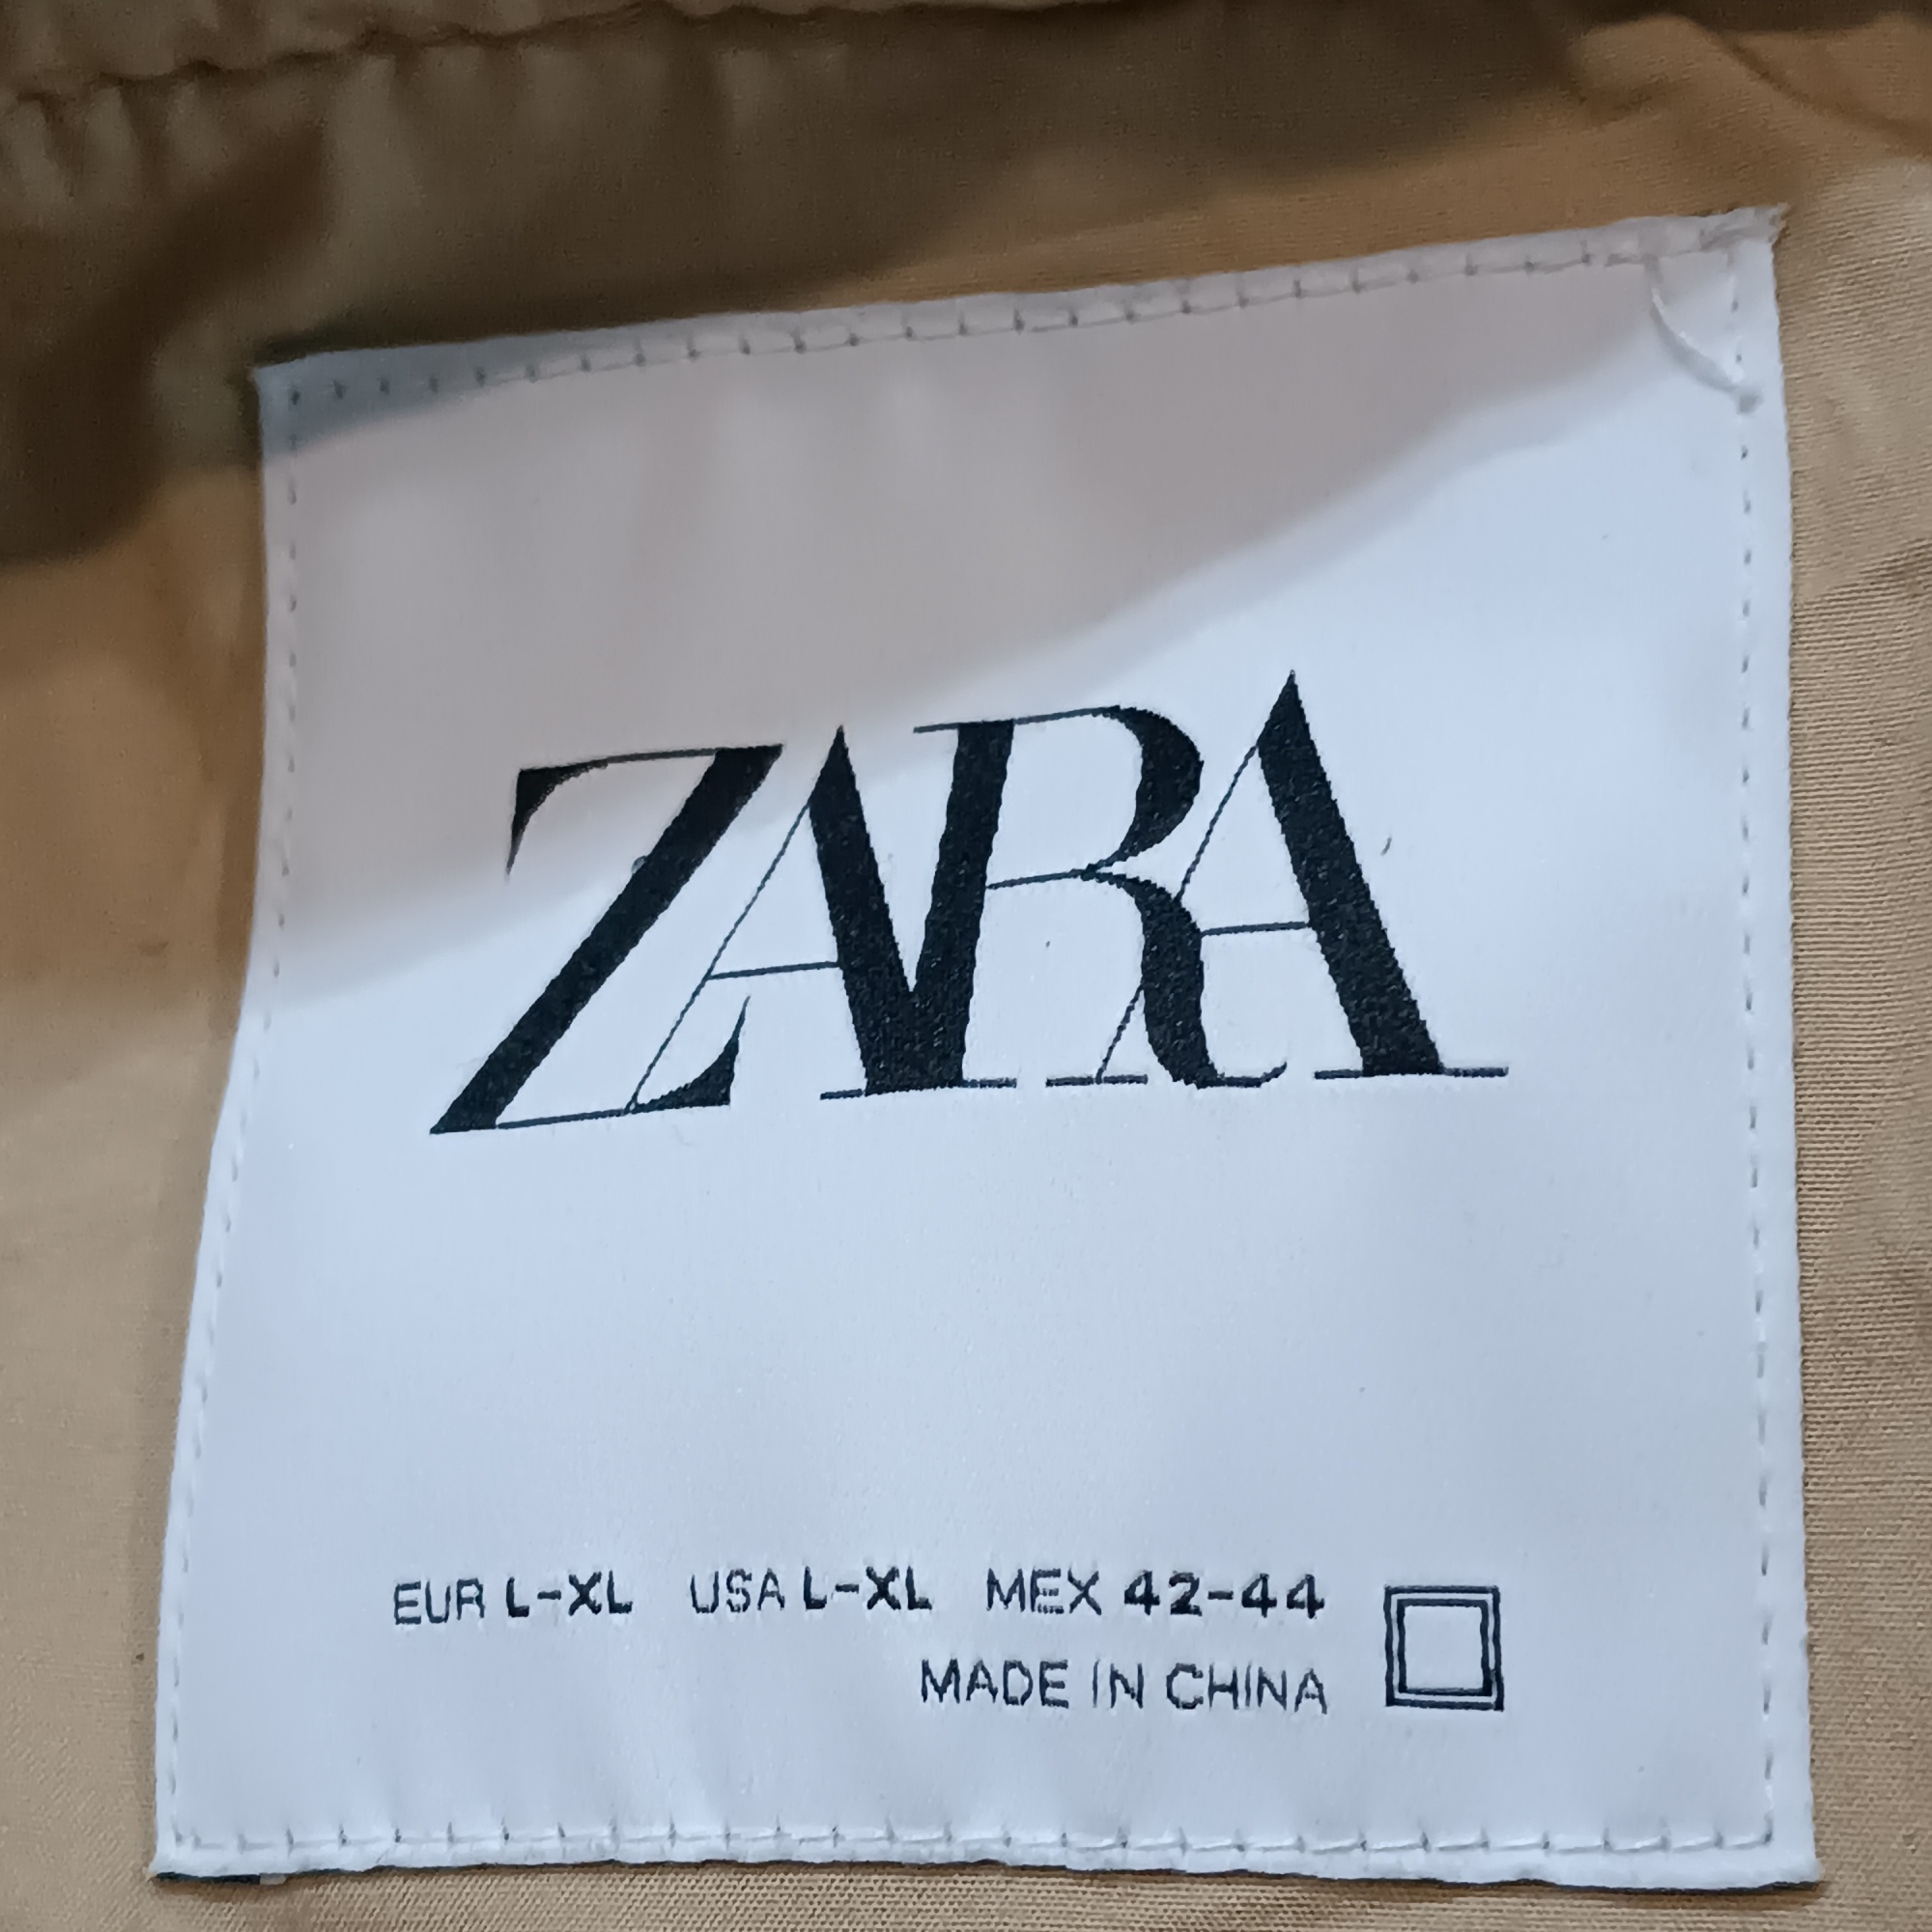 ZARA
EUR L-XL USA L-XL MEX 42-44
MADE IN CHINA